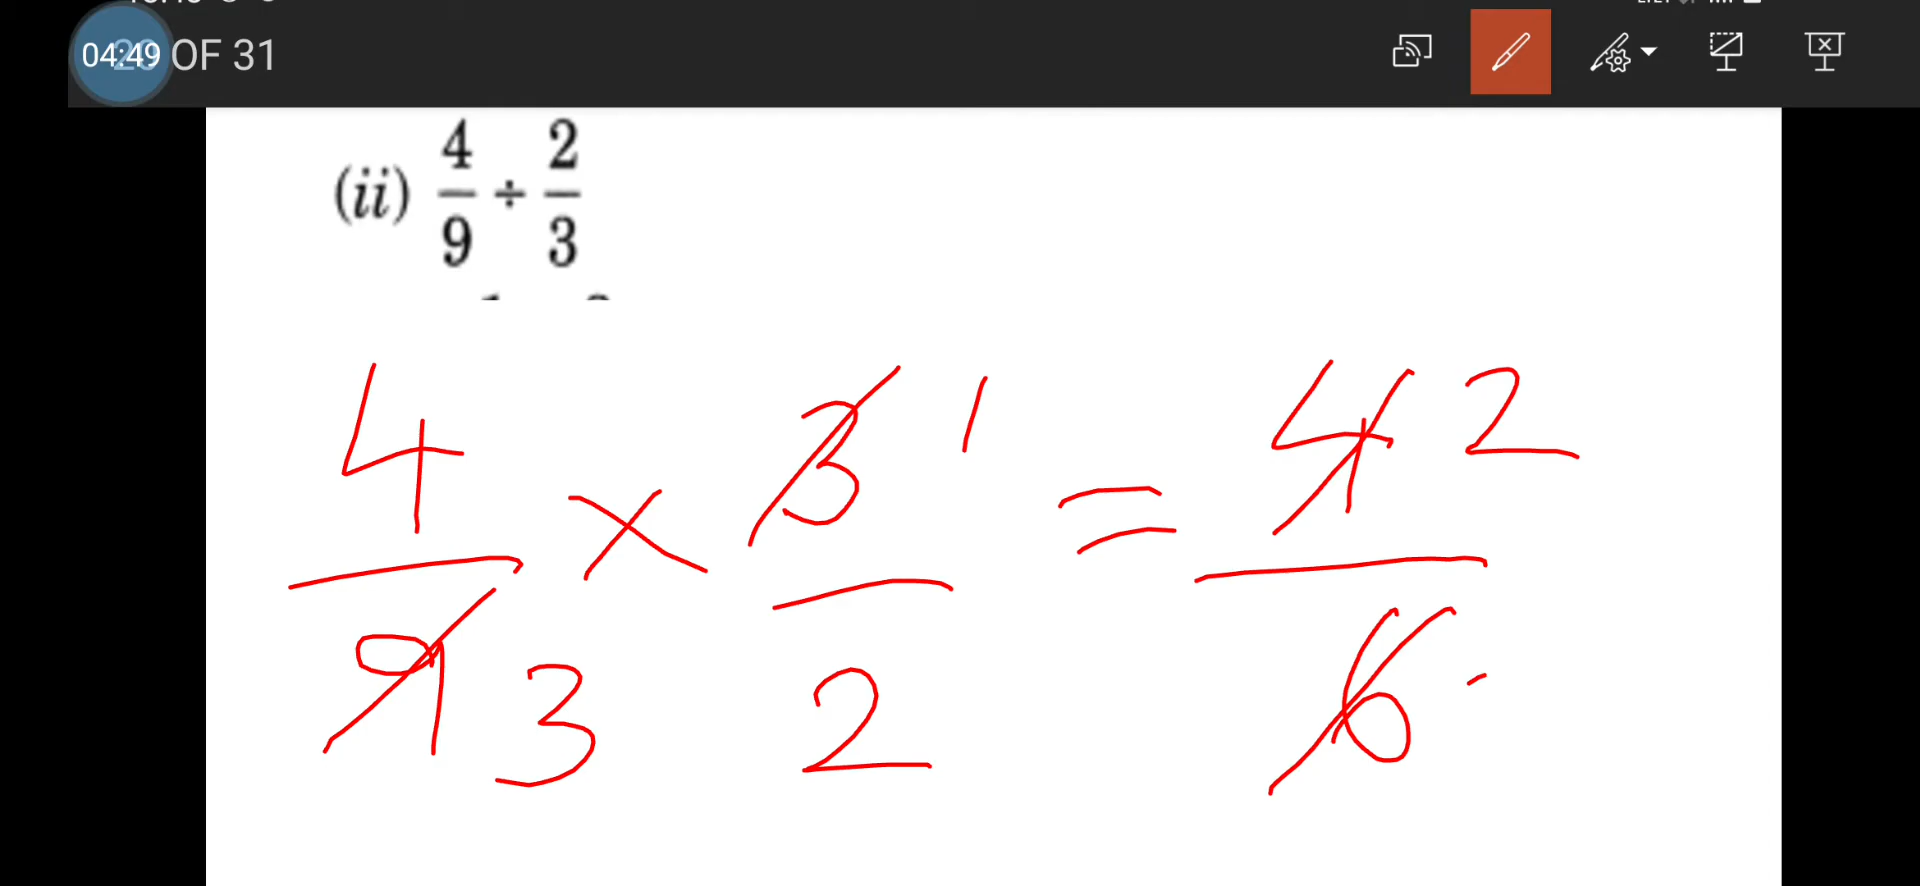 04:49 OF 31
(ii) 4/9 ÷ 2/3
4/9 3 × 3/2 1 = 4/6 2